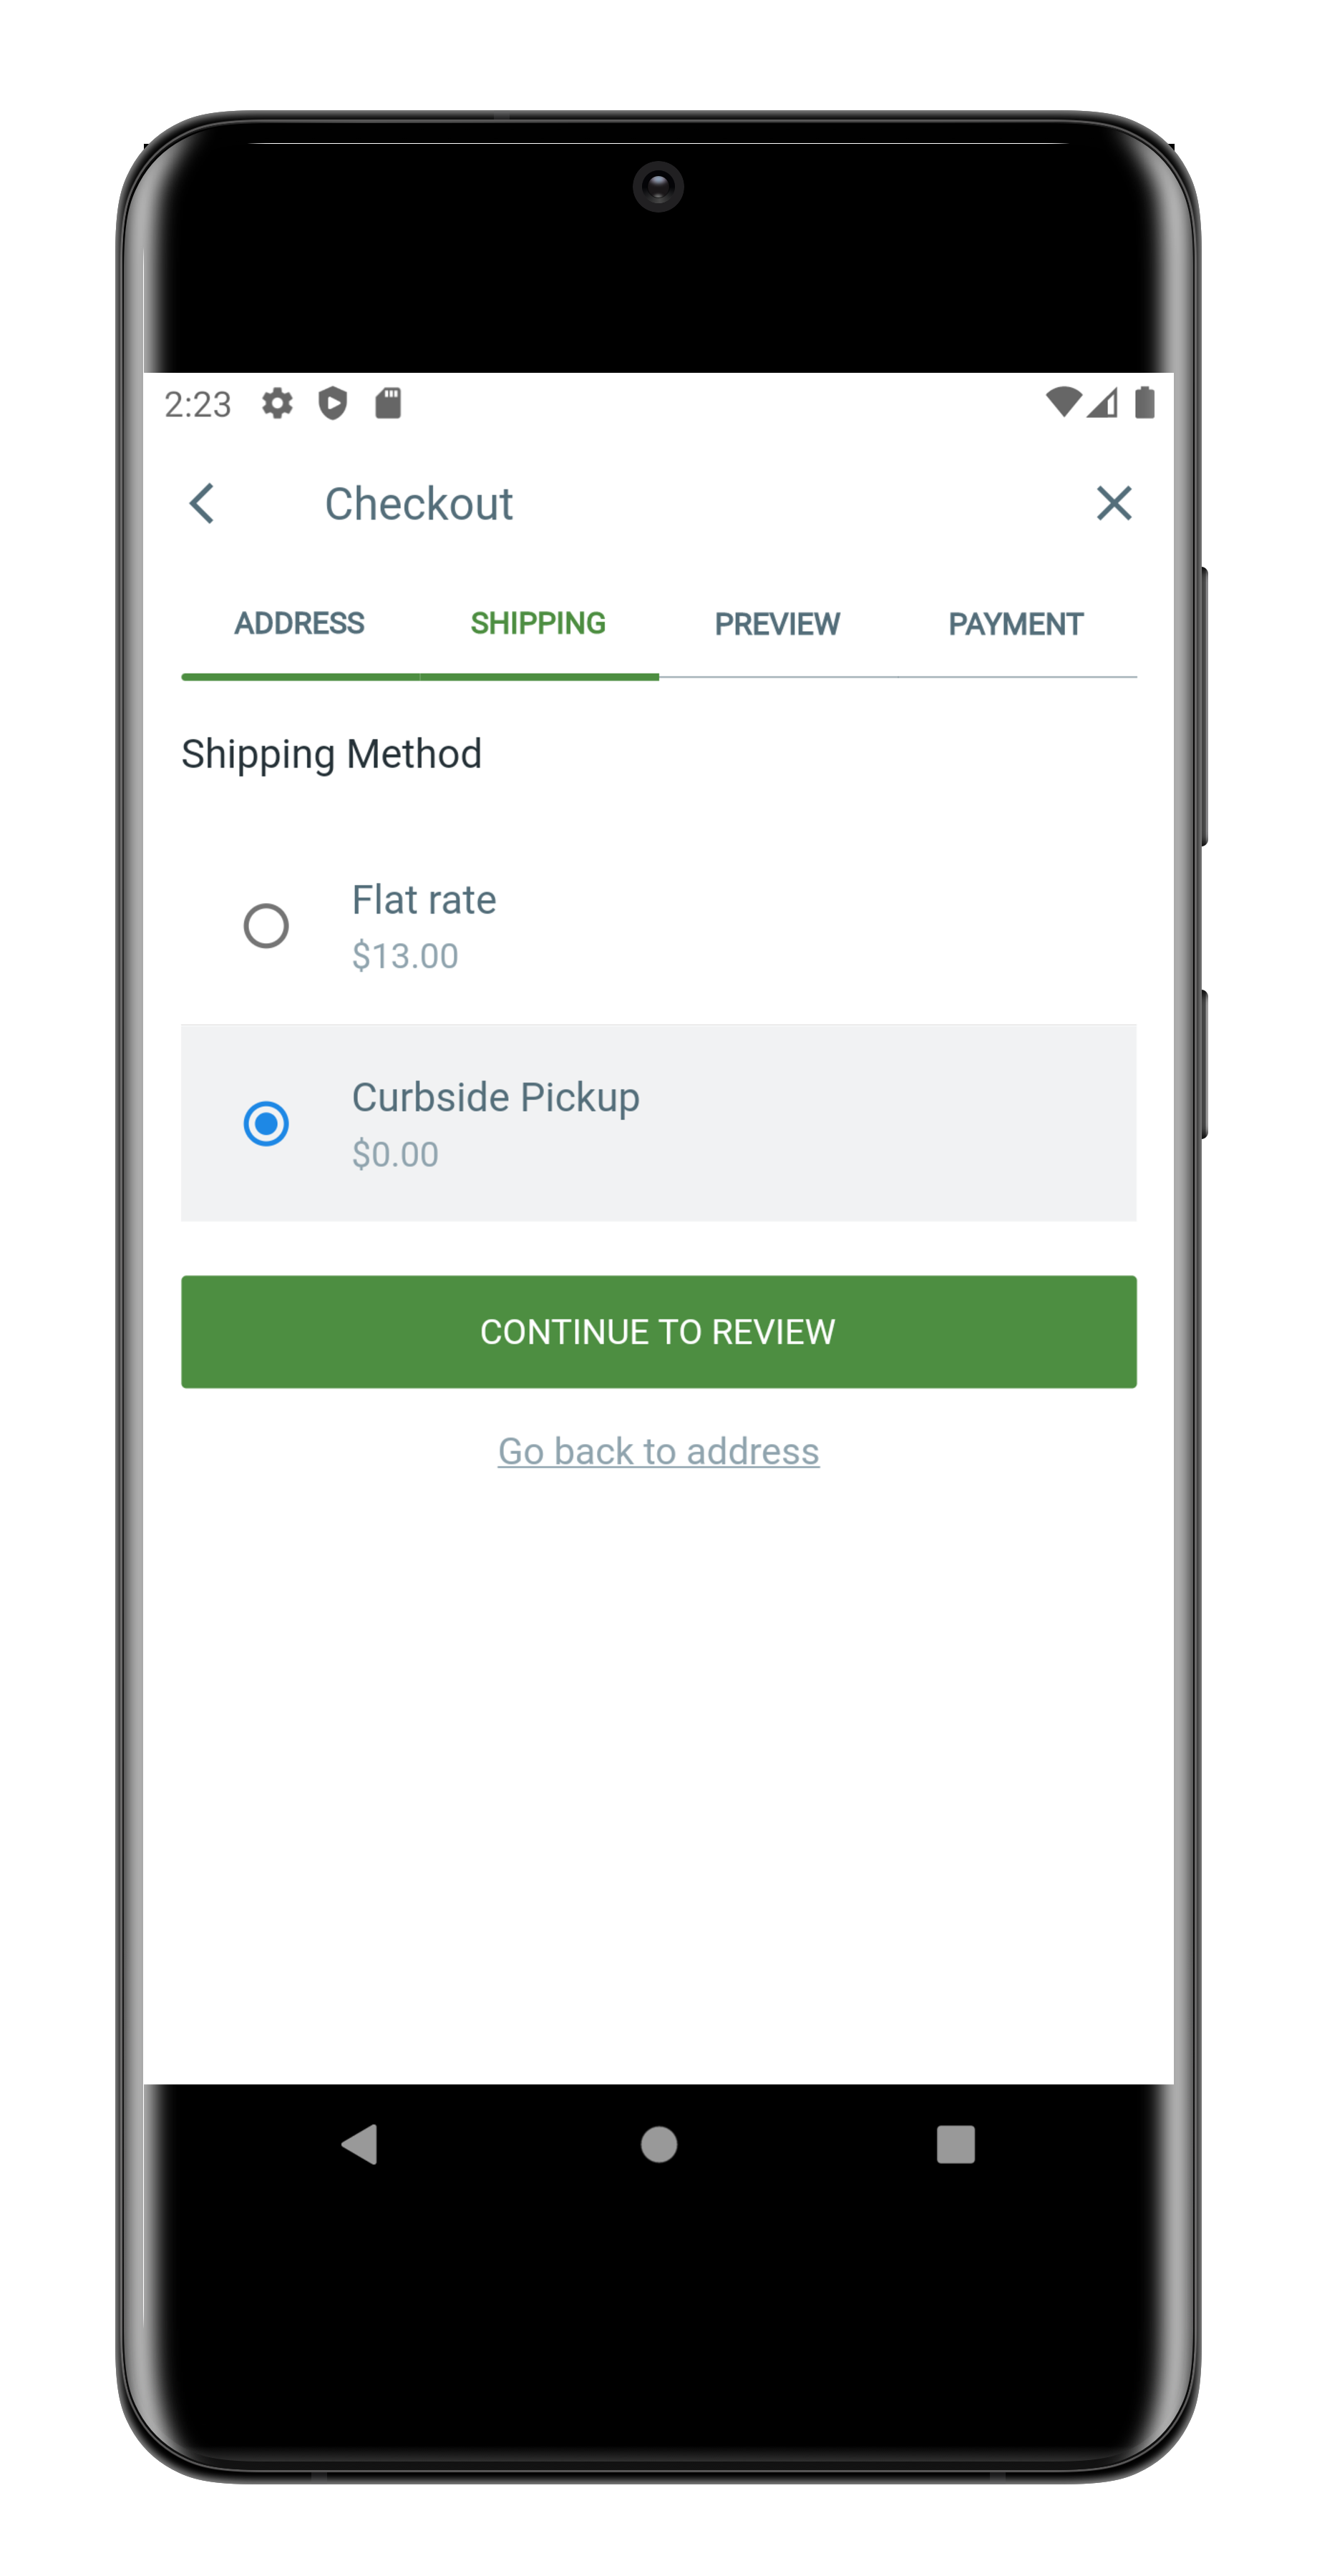 2:23
Checkout
ADDRESS SHIPPING PREVIEW PAYMENT
Shipping Method
Flat rate
$13.00
Curbside Pickup
$0.00
CONTINUE TO REVIEW
Go back to address